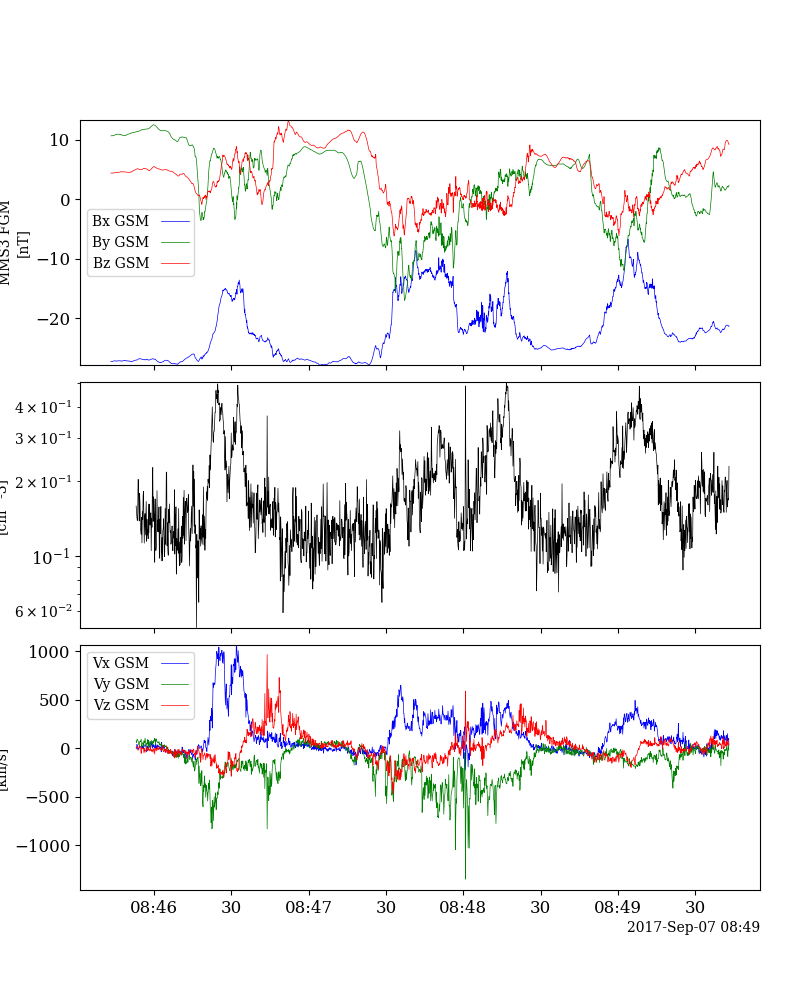 10
0
−10
−20
MMS3 FGM
[nT]
Bx GSM
By GSM
Bz GSM
4 × 10⁻¹
3 × 10⁻¹
2 × 10⁻¹
10⁻¹
6 × 10⁻²
1000
500
0
−500
−1000
[km/s]
Vx GSM
Vy GSM
Vz GSM
08:46
30
08:47
30
08:48
30
08:49
30
2017-Sep-07 08:49